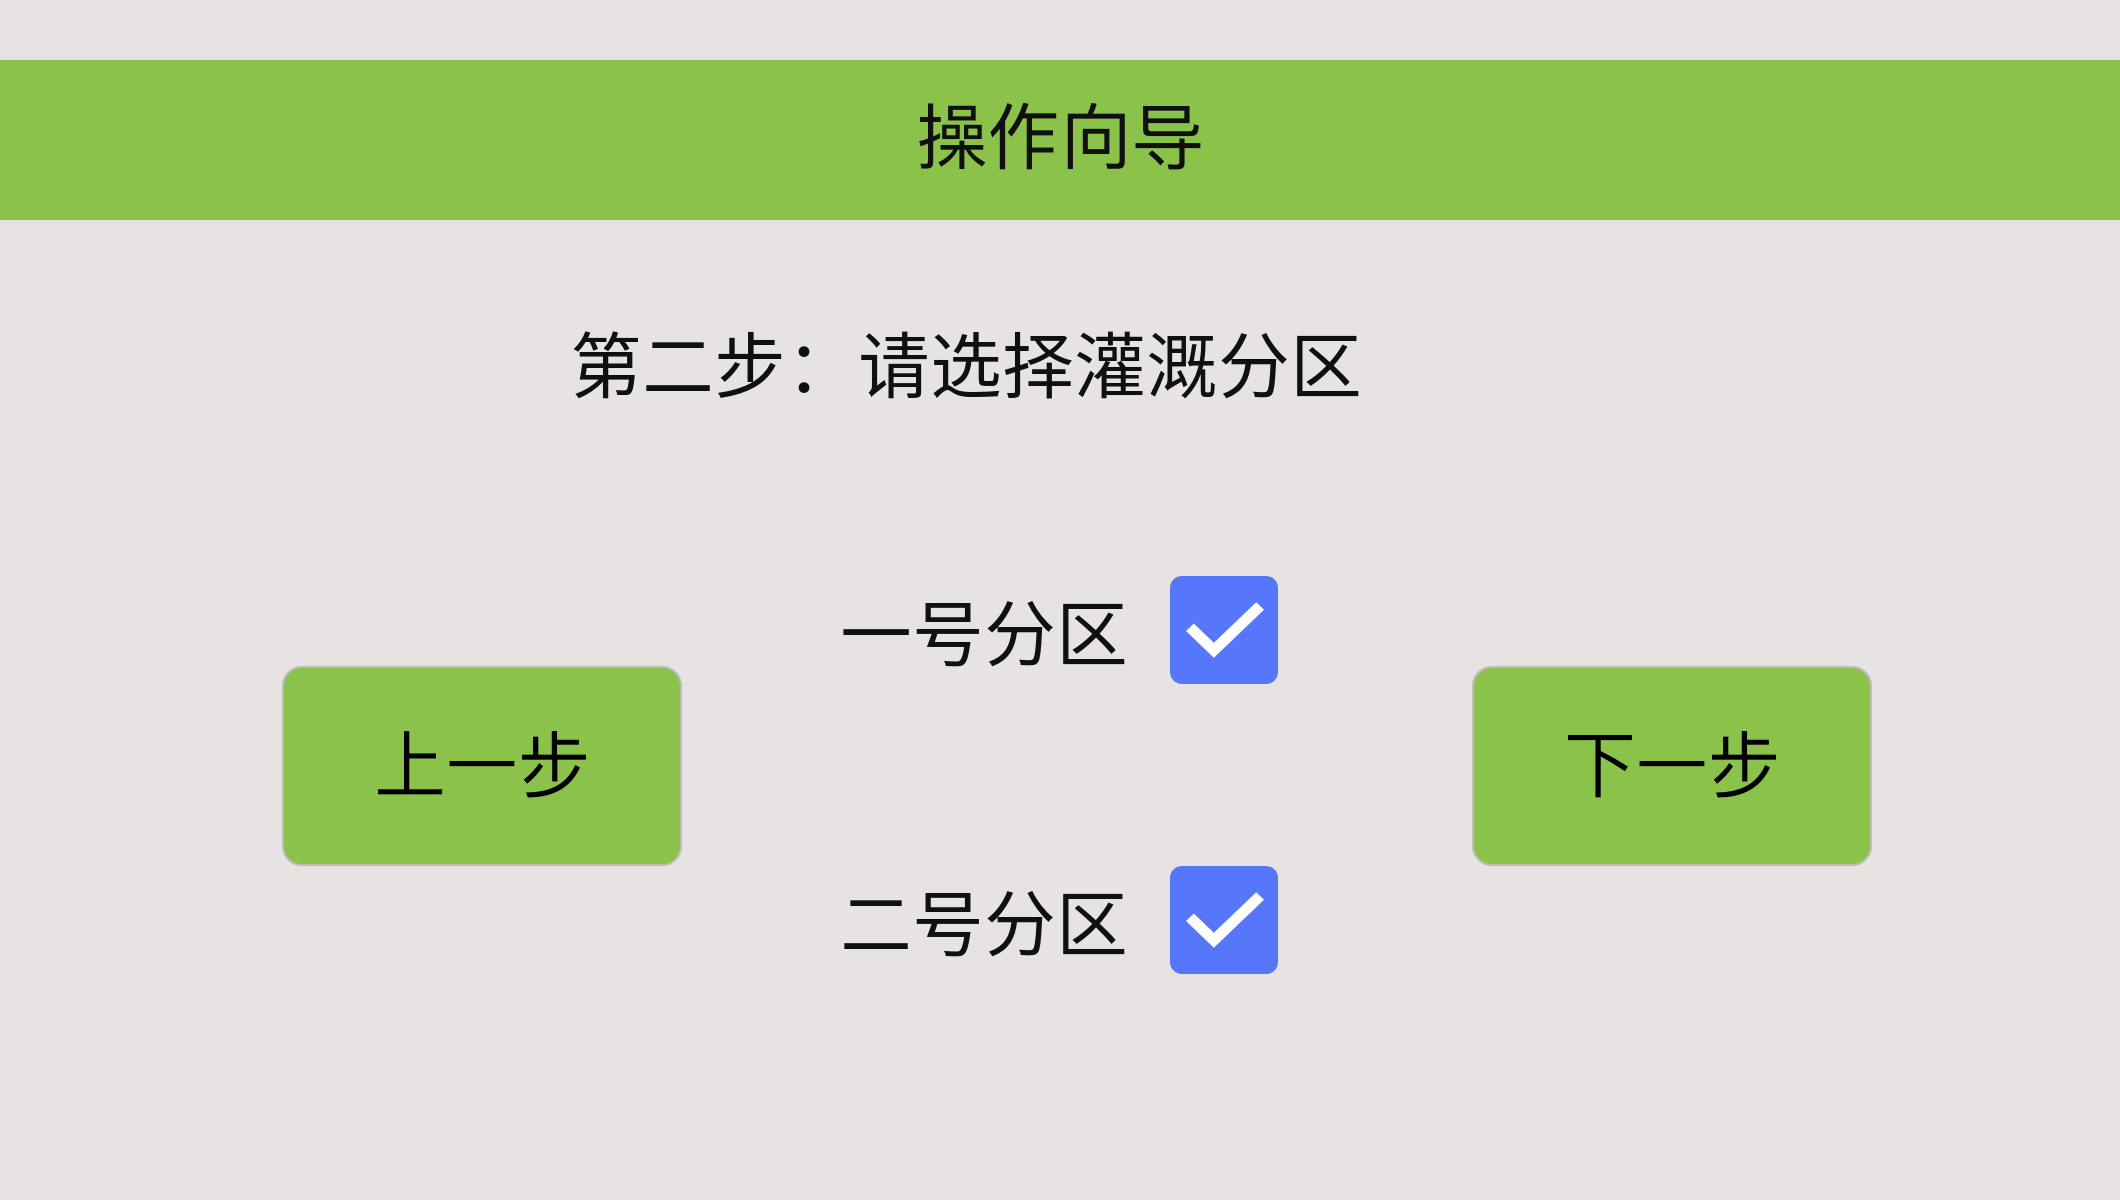 操作向导
第二步：请选择灌溉分区
一号分区
上一步
下一步
二号分区